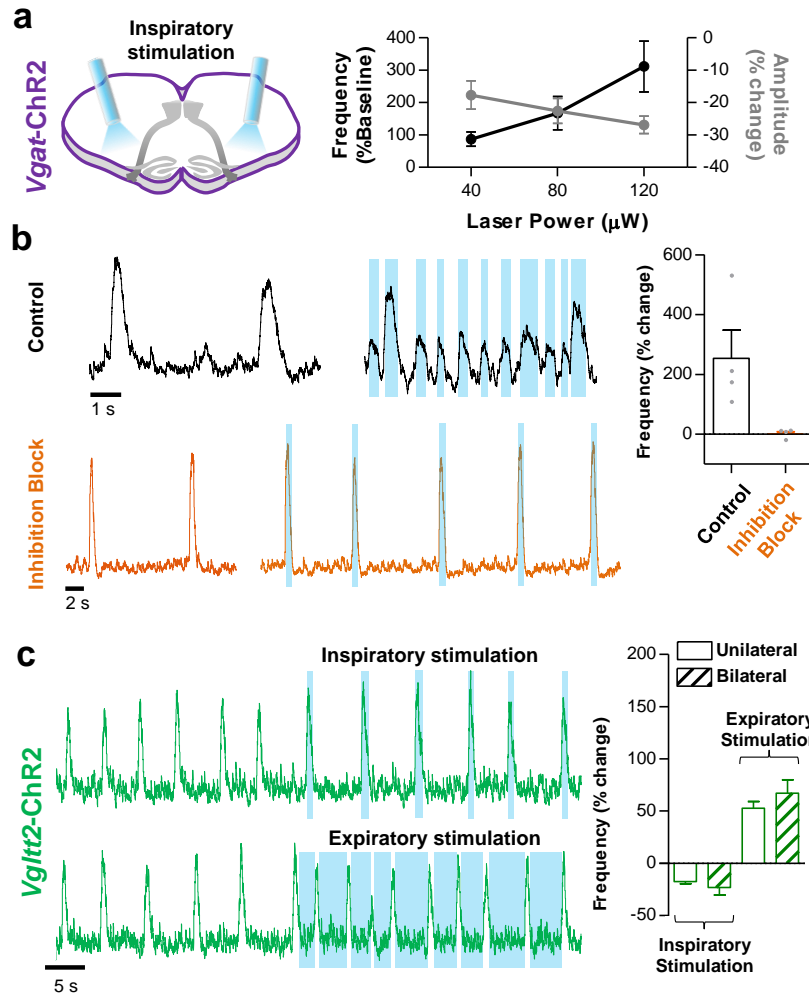 a
Inspiratory
stimulation
Vgat-ChR2
Frequency
(%Baseline)
400
300
200
100
0
0
-10
-20
-30
-40
Amplitude
(% change)
40
80
120
Laser Power (µW)
b
Control
1 s
Inhibition Block
2 s
Frequency (% change)
600
400
200
0
Control
Inhibition
Block
c
Vgltt2-ChR2
Inspiratory stimulation
Expiratory stimulation
5 s
Frequency (% change)
200
150
100
50
0
-50
Unilateral
Bilateral
Expiratory
Stimulation
Inspiratory
Stimulation